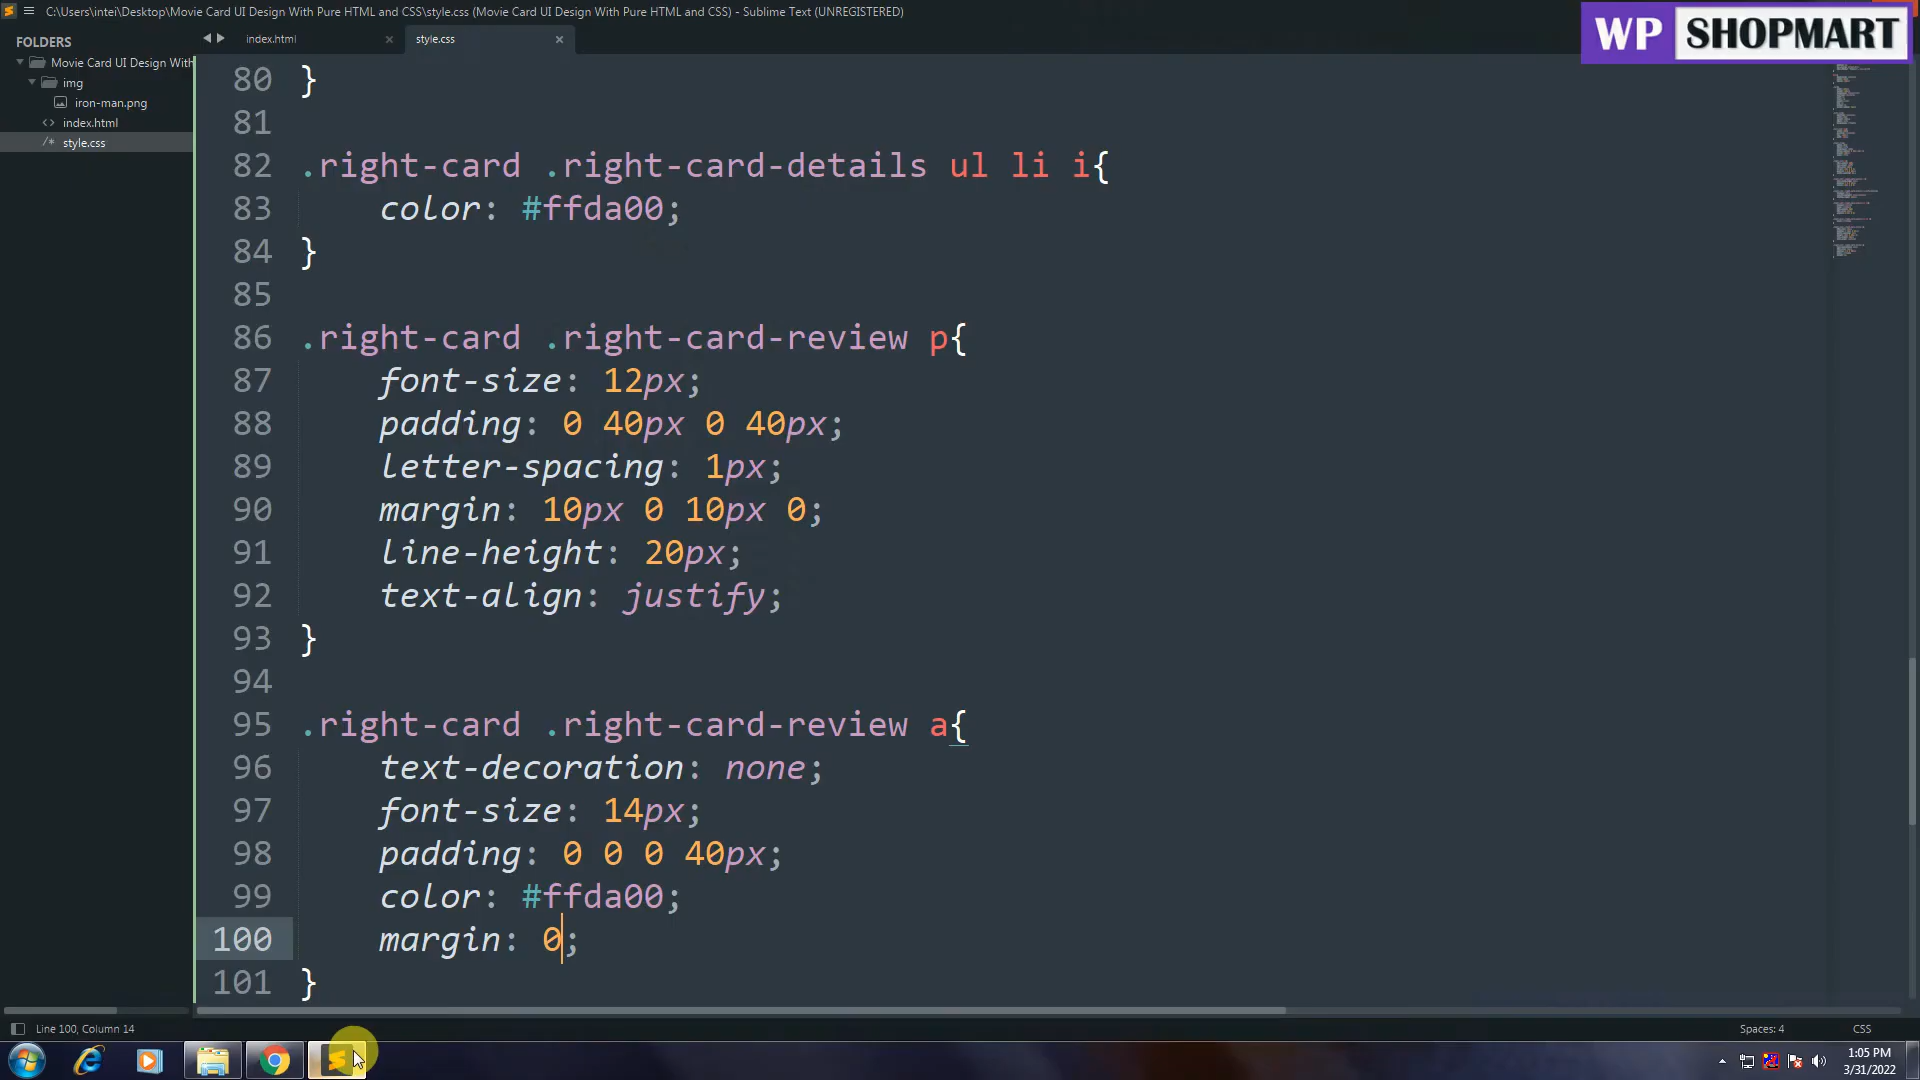 C:\Users\intei\Desktop\Movie Card UI Design With Pure HTML and CSS\style.css (Movie Card UI Design With Pure HTML and CSS) - Sublime Text (UNREGISTERED)
WP SHOPMART
FOLDERS
Movie Card UI Design With
img
iron-man.png
<> index.html
/* style.css
index.html
style.css
80 }
81
82 .right-card .right-card-details ul li i{
83 color: #ffda00;
84 }
85
86 .right-card .right-card-review p{
87 font-size: 12px;
88 padding: 0 40px 0 40px;
89 letter-spacing: 1px;
90 margin: 10px 0 10px 0;
91 line-height: 20px;
92 text-align: justify;
93 }
94
95 .right-card .right-card-review a{
96 text-decoration: none;
97 font-size: 14px;
98 padding: 0 0 0 40px;
99 color: #ffda00;
100 margin: 0;
101 }
Line 100, Column 14
Spaces: 4
CSS
1:05 PM
3/31/2022